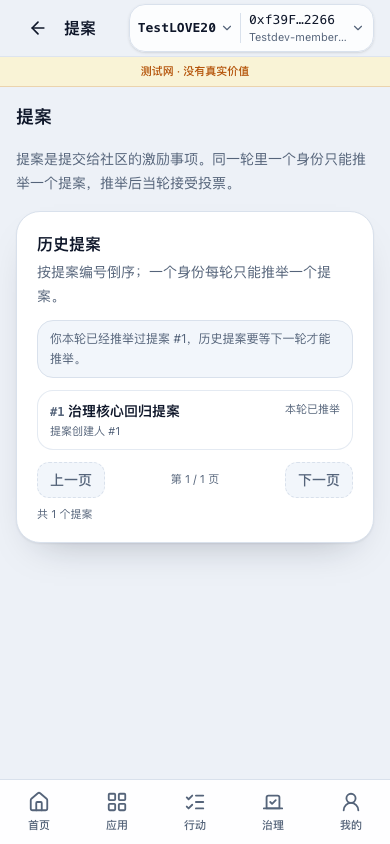 提案
TestLOVE20
0xf39F…2266
Testdev-member...
测试网 · 没有真实价值
提案
提案是提交给社区的激励事项。同一轮里一个身份只能推
举一个提案，推举后当轮接受投票。
历史提案
按提案编号倒序；一个身份每轮只能推举一个提
案。
你本轮已经推举过提案 #1，历史提案要等下一轮才能
推举。
#1 治理核心回归提案
本轮已推举
提案创建人 #1
上一页
第 1 / 1 页
下一页
共 1 个提案
首页
应用
行动
治理
我的